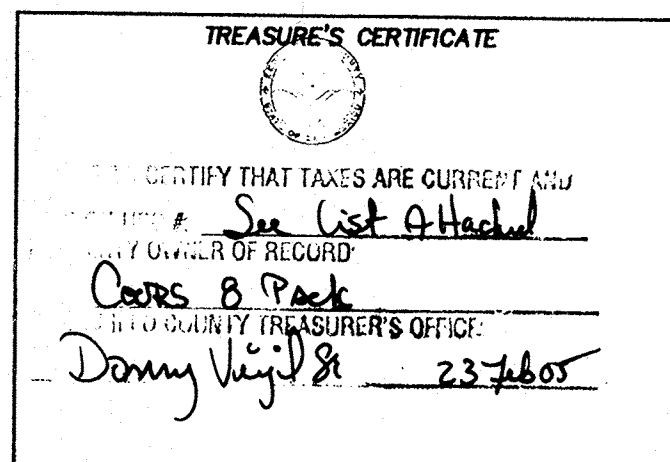 TREASURE'S CERTIFICATE
CERTIFY THAT TAXES ARE CURRENT AND
# See List Attached
OWNER OF RECORD
Coors 8 Pack
COUNTY TREASURER'S OFFICE:
Donny Vigil Sr 23 Feb 05